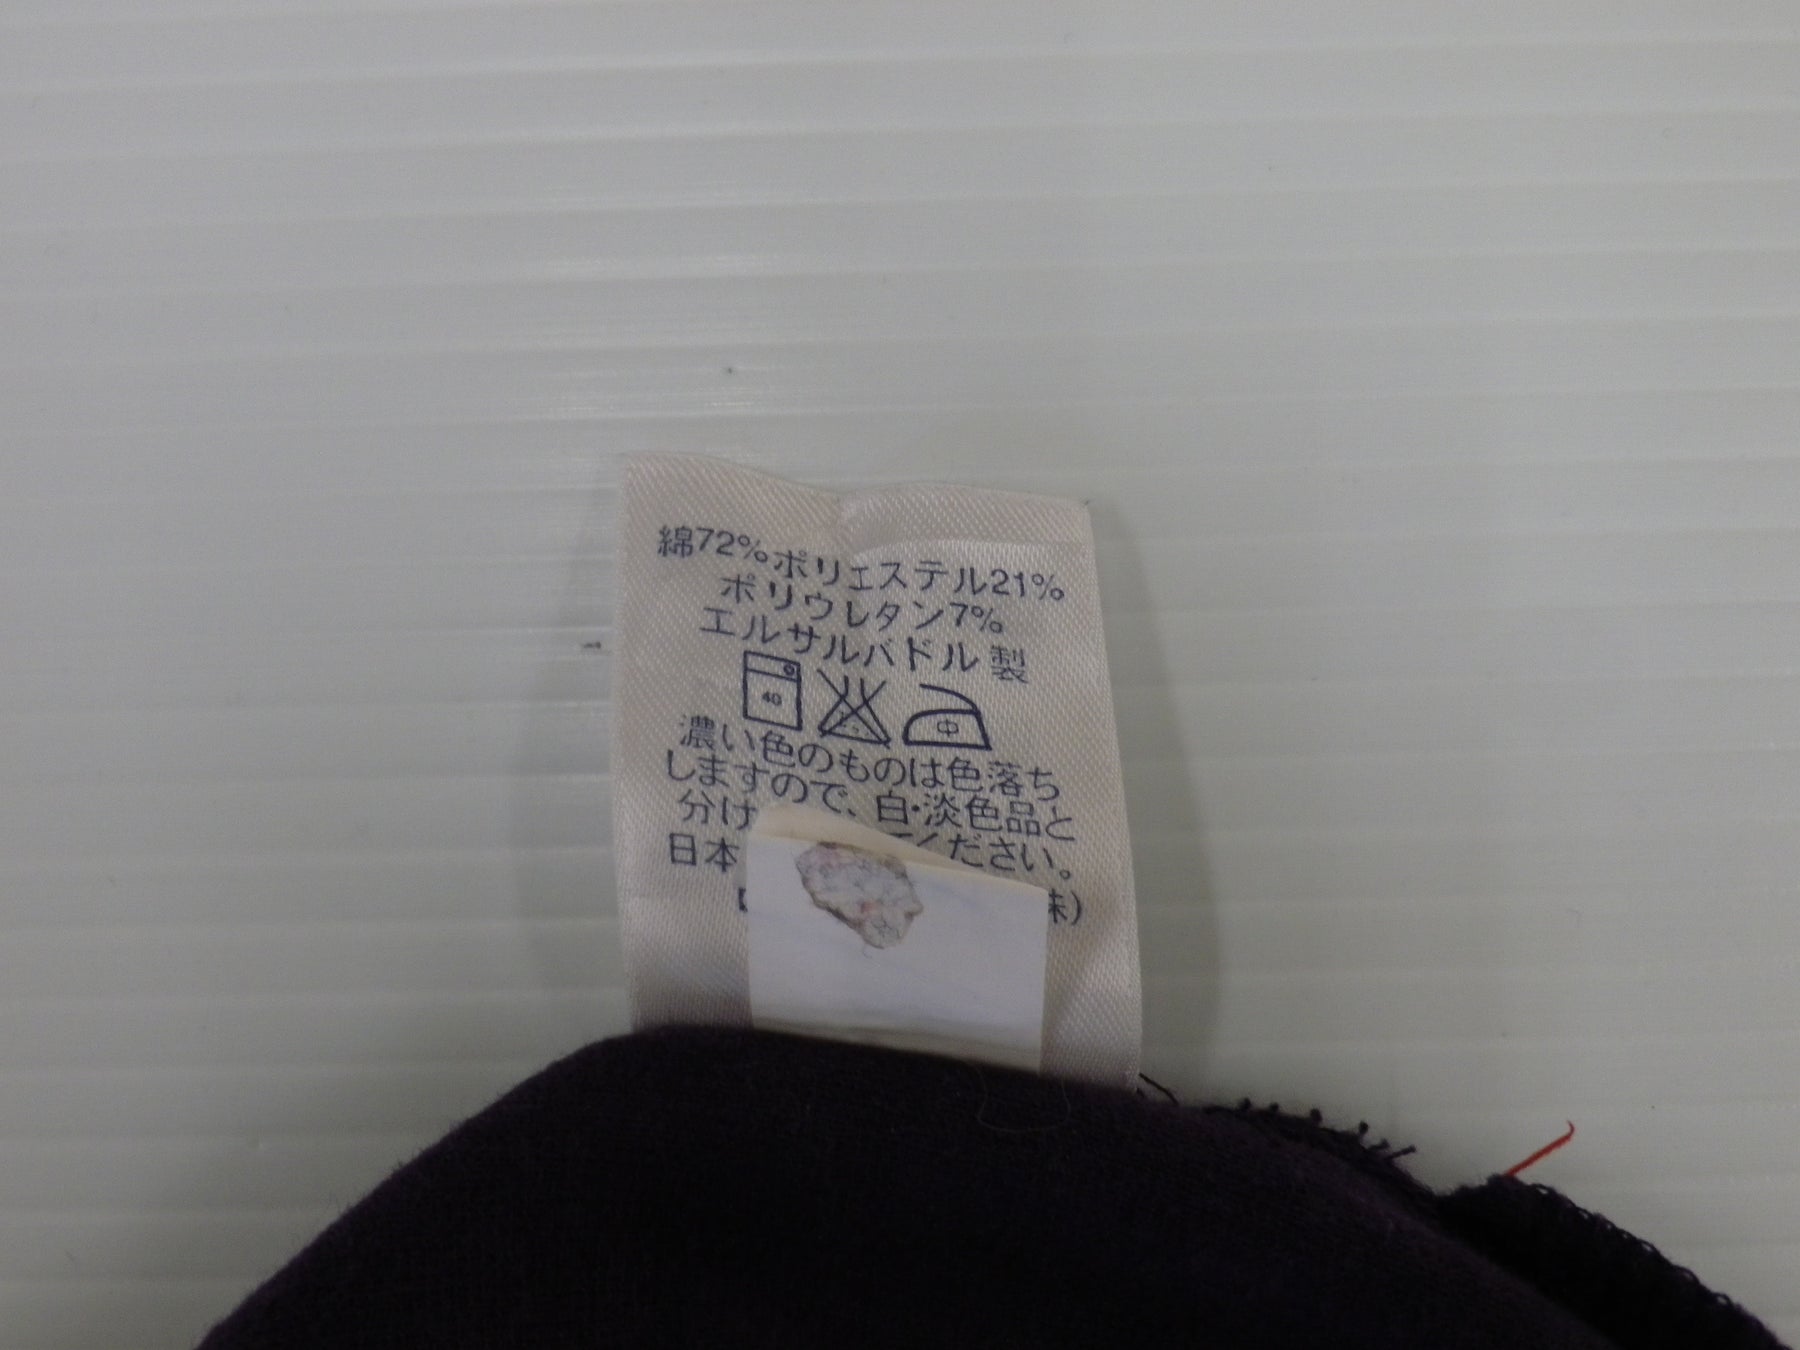 綿72%ポリエステル21%
ポリウレタン7%
エルサルバドル 製
40 中
濃い色のものは色落ち
しますので、白・淡色品と
分け ください。
日本
味)